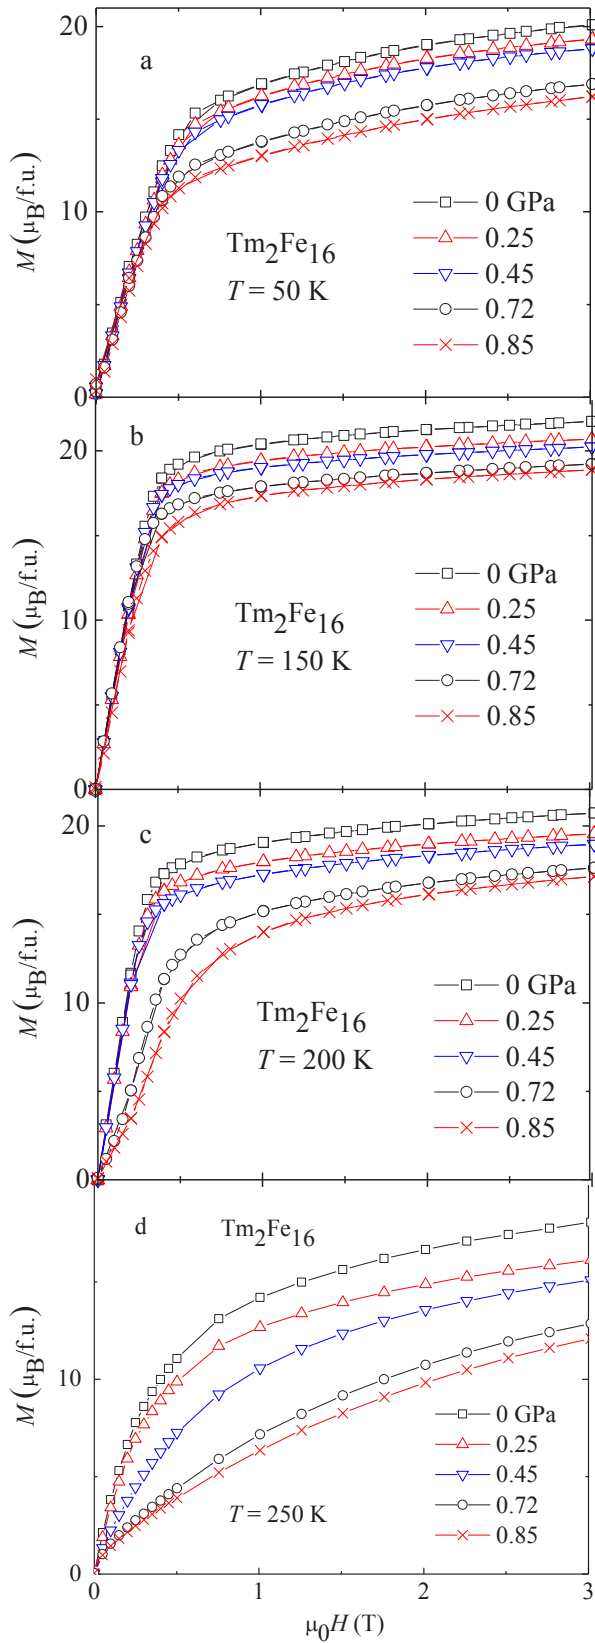 20
a
0 GPa
0.25
0.45
0.72
0.85
Tm2Fe16
T = 50 K
10
0
M (μB/f.u.)
b
20
0 GPa
0.25
0.45
0.72
0.85
Tm2Fe16
T = 150 K
10
0
M (μB/f.u.)
20
c
0 GPa
0.25
0.45
0.72
0.85
Tm2Fe16
T = 200 K
10
0
M (μB/f.u.)
d
Tm2Fe16
0 GPa
0.25
0.45
0.72
0.85
T = 250 K
10
0
M (μB/f.u.)
0 1 2 3
μ0H (T)